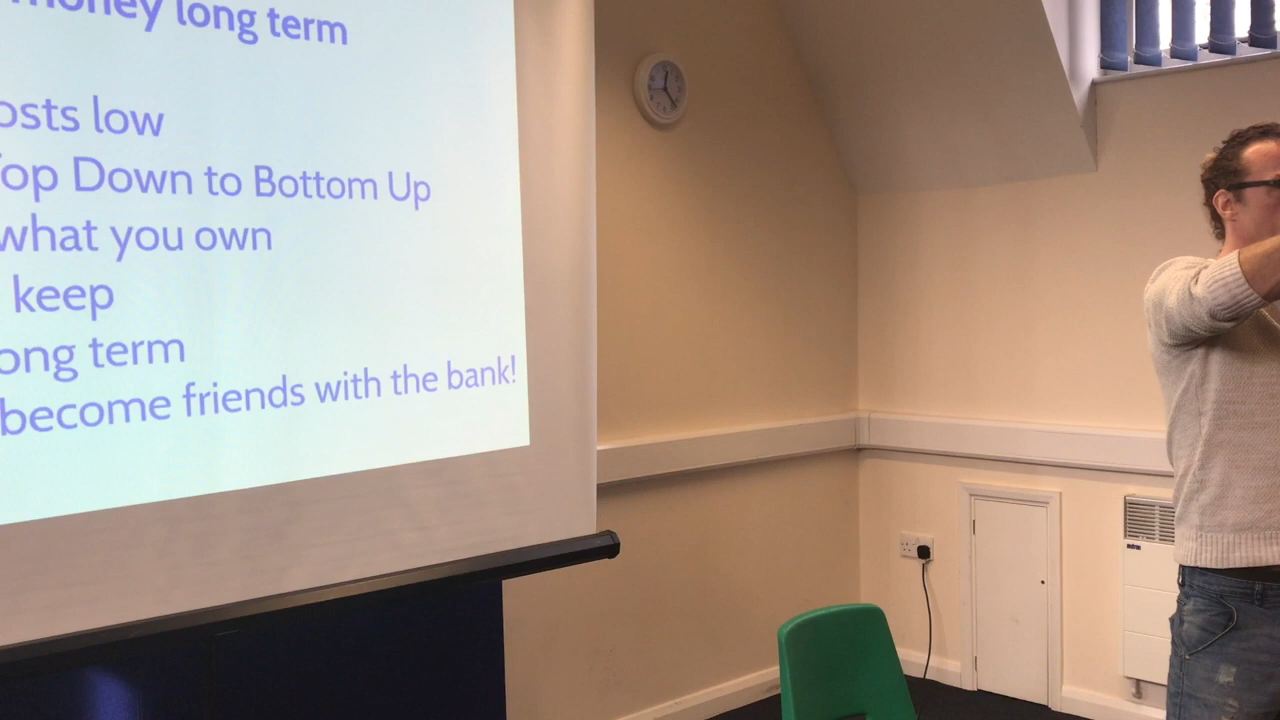 money long term
osts low
Top Down to Bottom Up
what you own
keep
ong term
become friends with the bank!